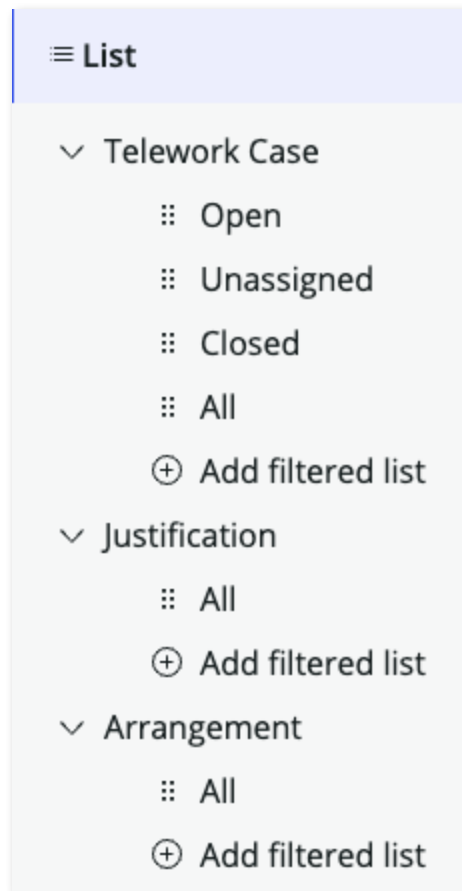 List
Telework Case
Open
Unassigned
Closed
All
Add filtered list
Justification
All
Add filtered list
Arrangement
All
Add filtered list